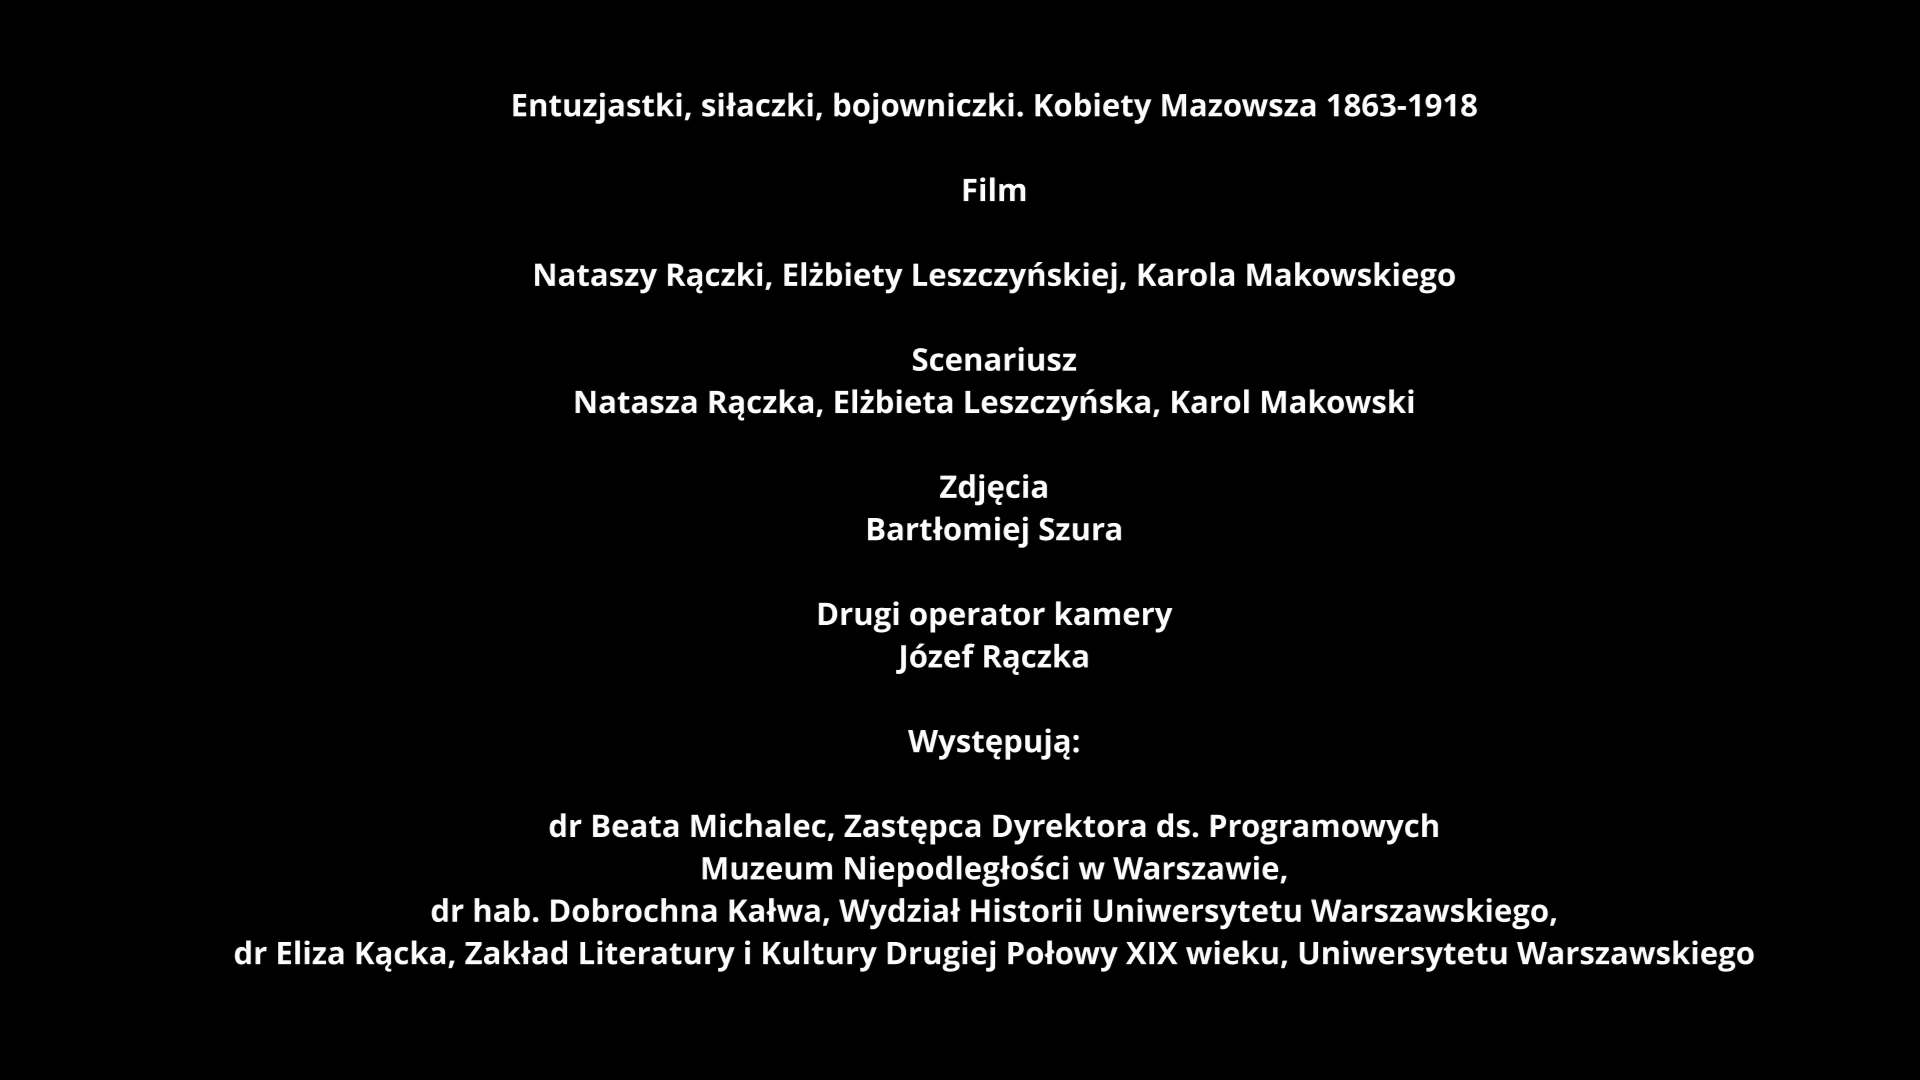 Entuzjastki, siłaczki, bojowniczki. Kobiety Mazowsza 1863-1918
Film
Nataszy Rączki, Elżbiety Leszczyńskiej, Karola Makowskiego
Scenariusz
Natasza Rączka, Elżbieta Leszczyńska, Karol Makowski
Zdjęcia
Bartłomiej Szura
Drugi operator kamery
Józef Rączka
Występują:
dr Beata Michalec, Zastępca Dyrektora ds. Programowych
Muzeum Niepodległości w Warszawie,
dr hab. Dobrochna Kałwa, Wydział Historii Uniwersytetu Warszawskiego,
dr Eliza Kącka, Zakład Literatury i Kultury Drugiej Połowy XIX wieku, Uniwersytetu Warszawskiego